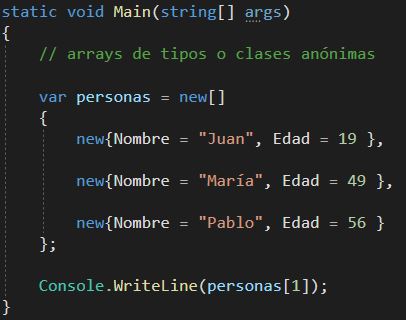 static void Main(string[] args)
{
// arrays de tipos o clases anónimas
var personas = new[]
{
new{Nombre = "Juan", Edad = 19 },
new{Nombre = "María", Edad = 49 },
new{Nombre = "Pablo", Edad = 56 }
};
Console.WriteLine(personas[1]);
}